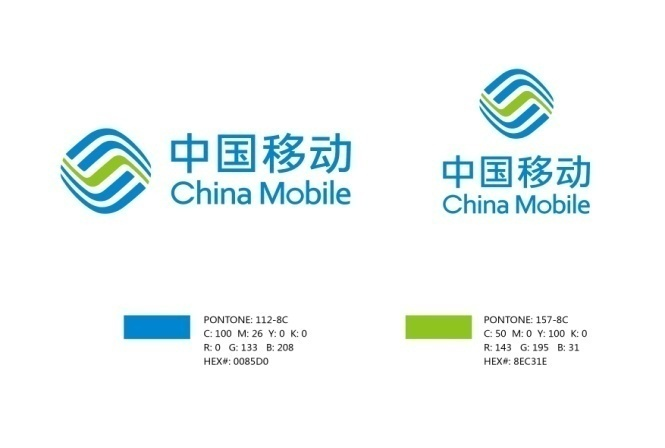 中国移动
China Mobile
中国移动
China Mobile
PONTONE: 112-8C
C: 100 M: 26 Y: 0 K: 0
R: 0 G: 133 B: 208
HEX#: 0085D0
PONTONE: 157-8C
C: 50 M: 0 Y: 100 K: 0
R: 143 G: 195 B: 31
HEX#: 8EC31E